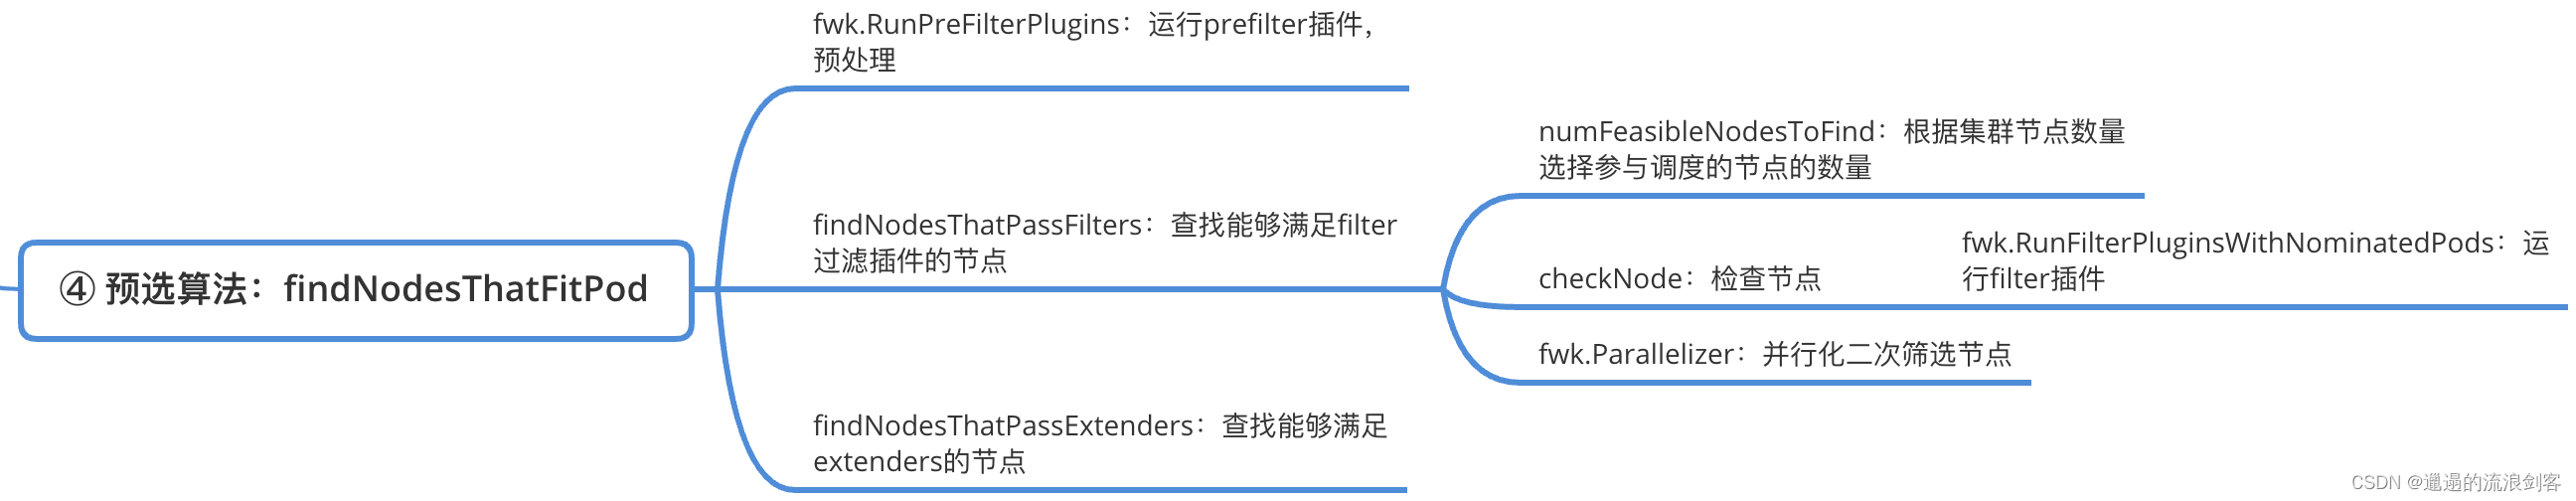 ④ 预选算法：findNodesThatFitPod
fwk.RunPreFilterPlugins：运行prefilter插件，
预处理
findNodesThatPassFilters：查找能够满足filter
过滤插件的节点
numFeasibleNodesToFind：根据集群节点数量
选择参与调度的节点的数量
checkNode：检查节点
fwk.RunFilterPluginsWithNominatedPods：运
行filter插件
fwk.Parallelizer：并行化二次筛选节点
findNodesThatPassExtenders：查找能够满足
extenders的节点
CSDN @邋遢的流浪剑客